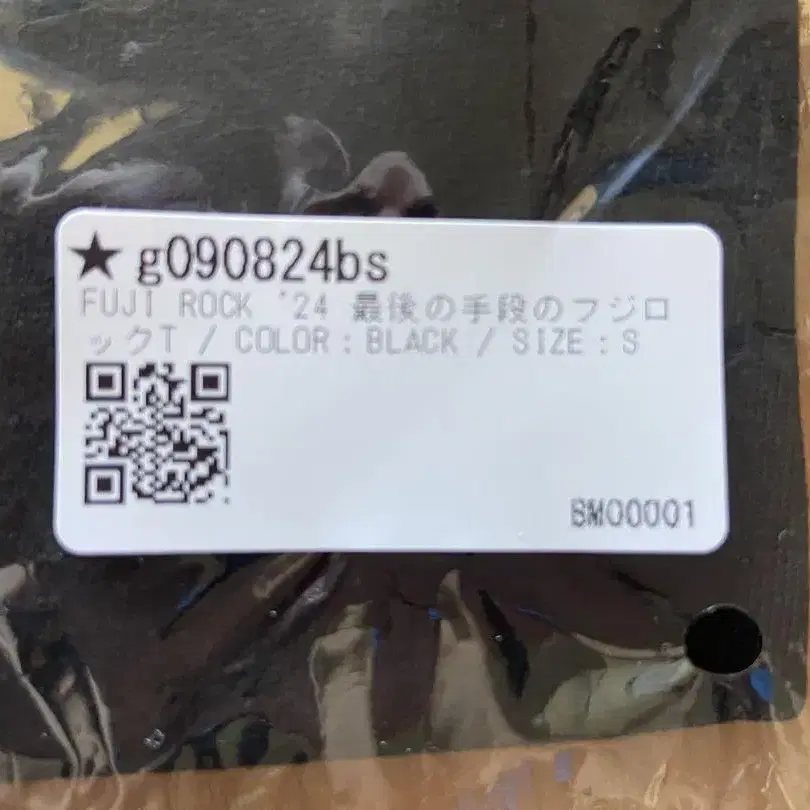 ★ g090824bs
FUJI ROCK '24 最後の手段のフジロ
ックT / COLOR:BLACK / SIZE:S
BM00001